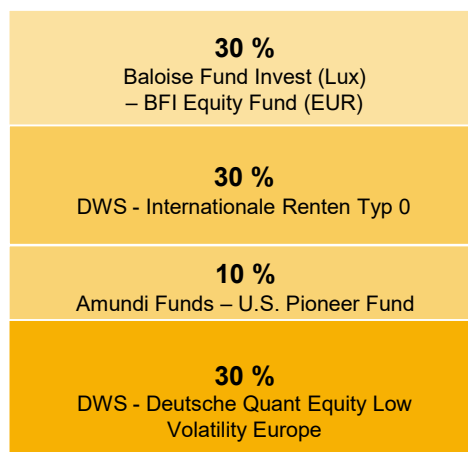 30 %
Baloise Fund Invest (Lux)
– BFI Equity Fund (EUR)
30 %
DWS - Internationale Renten Typ 0
10 %
Amundi Funds – U.S. Pioneer Fund
30 %
DWS - Deutsche Quant Equity Low
Volatility Europe